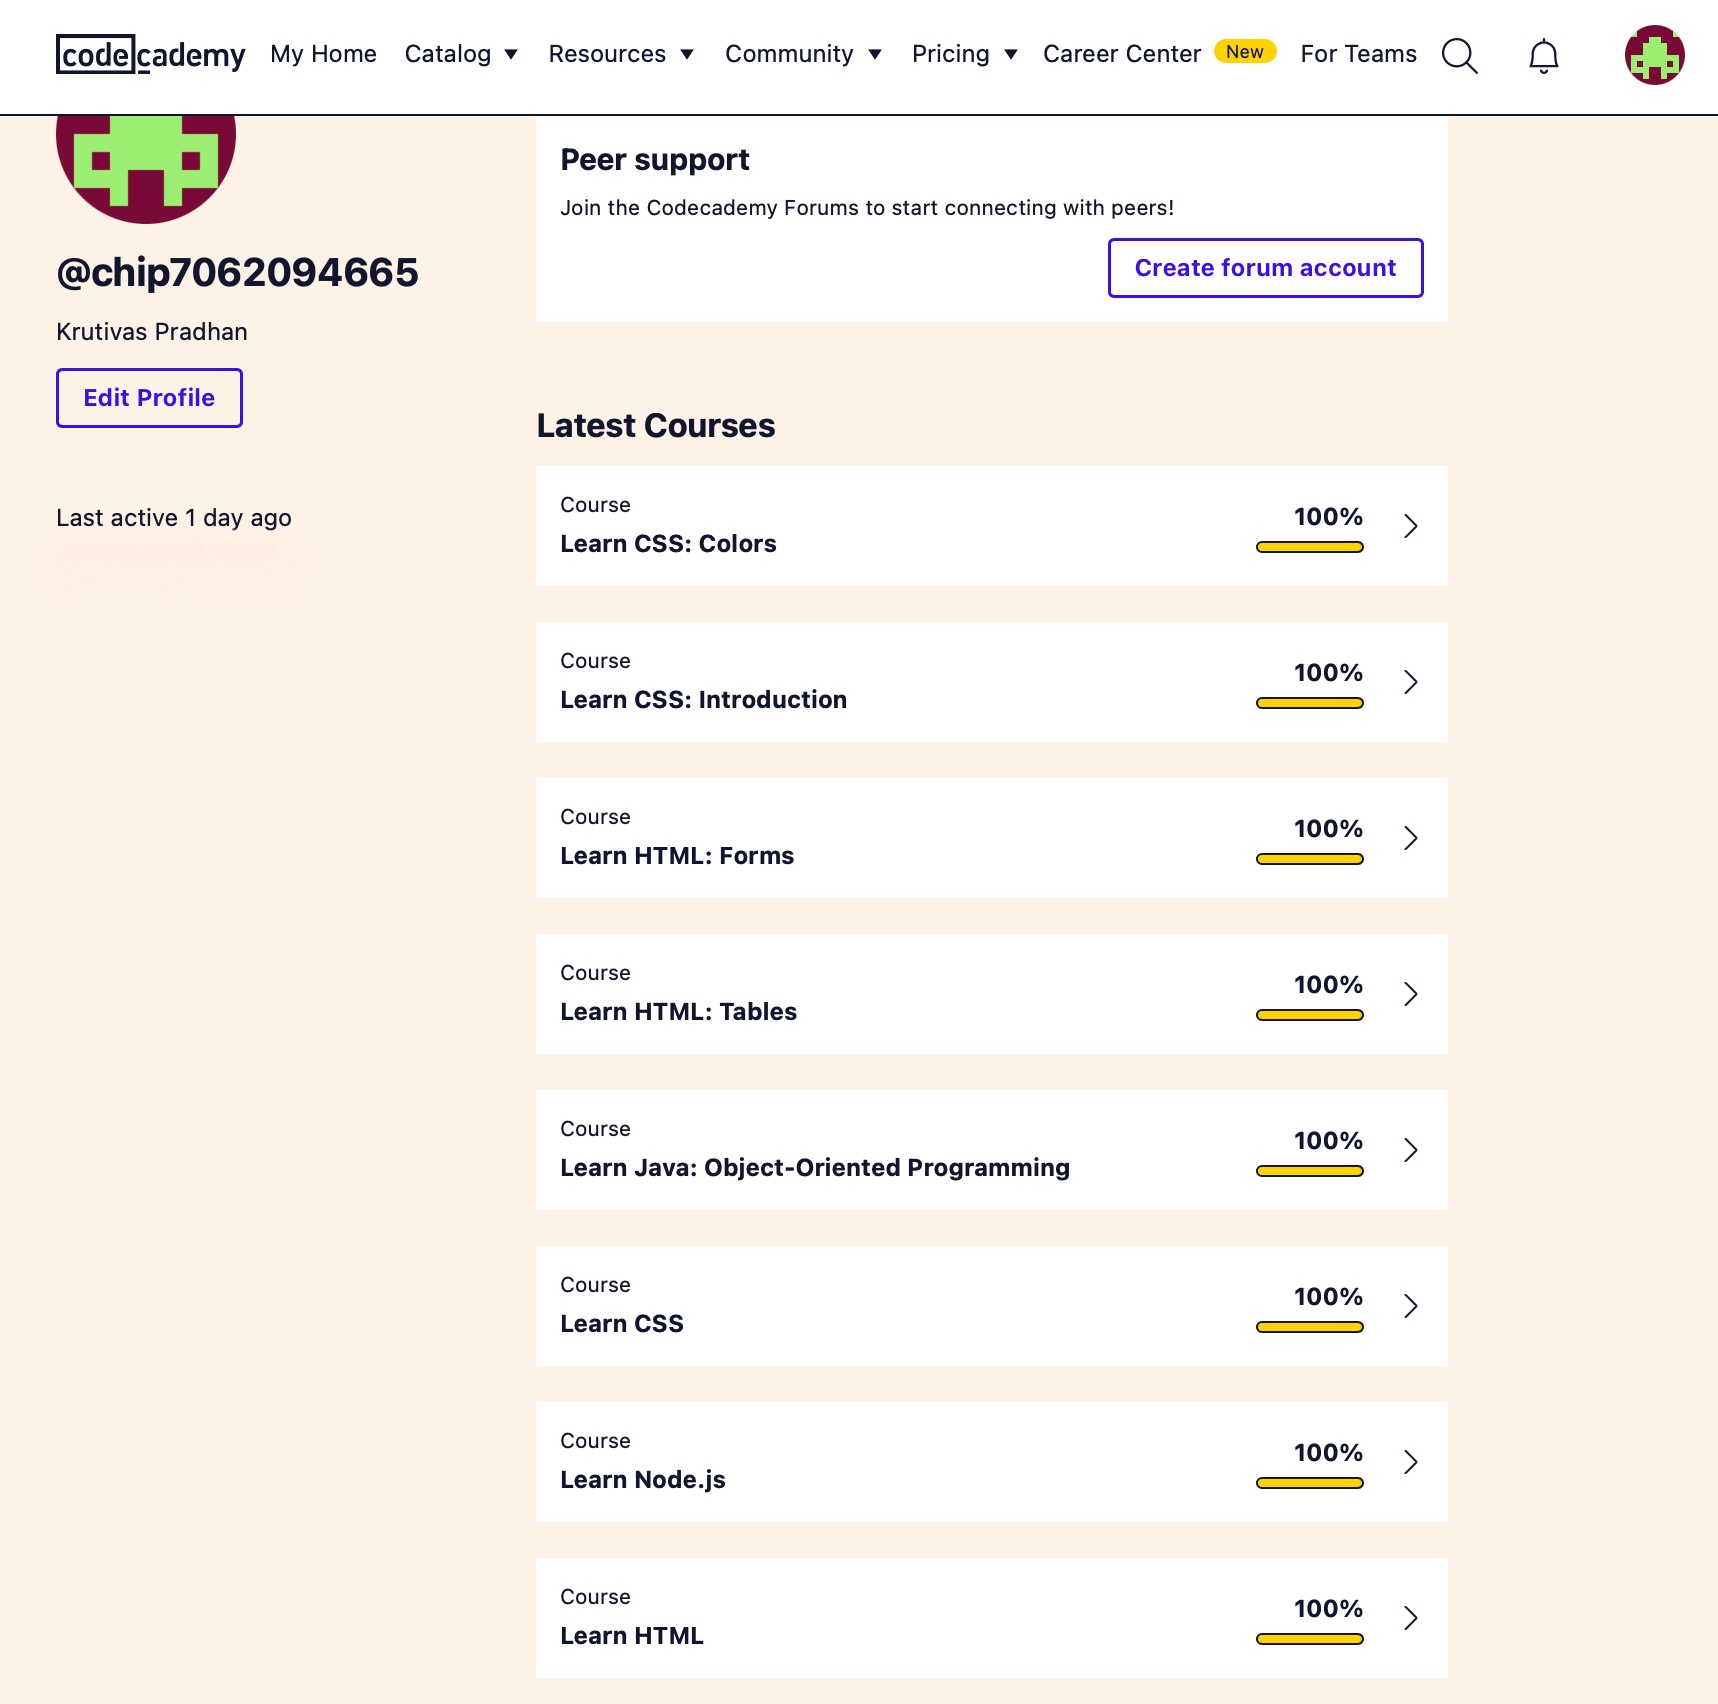 codecademy My Home Catalog Resources Community Pricing Career Center New For Teams
@chip7062094665
Krutivas Pradhan
Edit Profile
Last active 1 day ago
Peer support
Join the Codecademy Forums to start connecting with peers!
Create forum account
Latest Courses
Course
Learn CSS: Colors
100%
Course
Learn CSS: Introduction
100%
Course
Learn HTML: Forms
100%
Course
Learn HTML: Tables
100%
Course
Learn Java: Object-Oriented Programming
100%
Course
Learn CSS
100%
Course
Learn Node.js
100%
Course
Learn HTML
100%